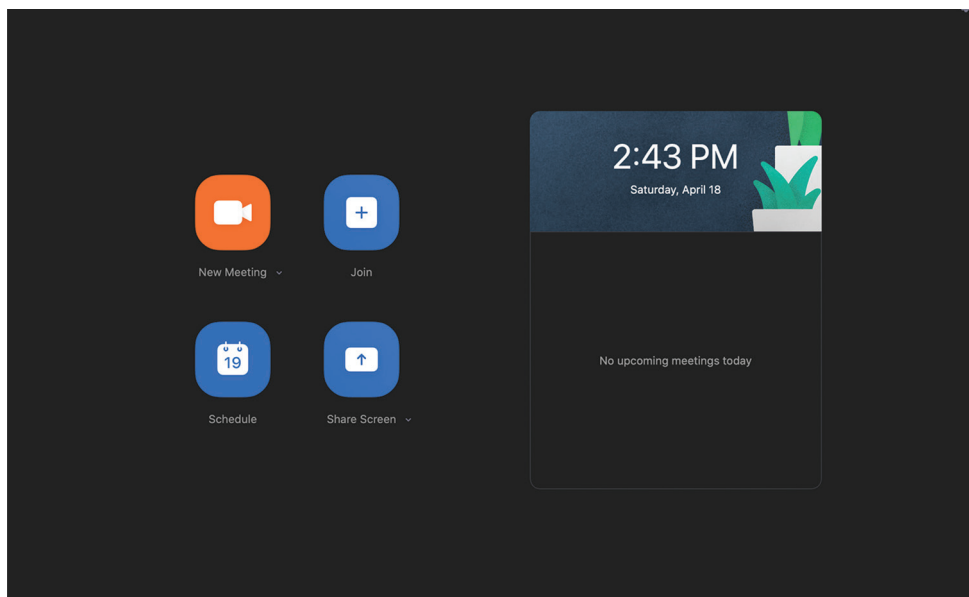 New Meeting
Join
19
Schedule
Share Screen
2:43 PM
Saturday, April 18
No upcoming meetings today